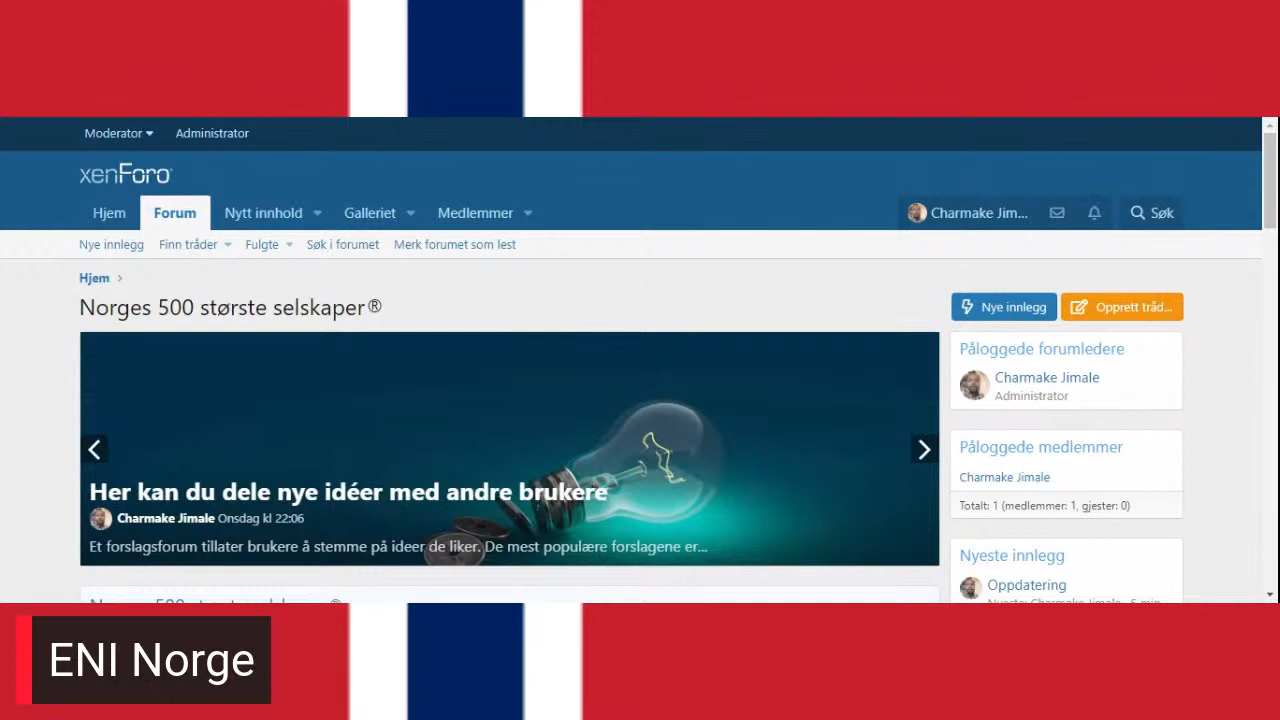 Moderator Administrator
xenForo
Hjem Forum Nytt innhold Galleriet Medlemmer Charmake Jim... Søk
Nye innlegg Finn tråder Fulgte Søk i forumet Merk forumet som lest
Hjem
Norges 500 største selskaper®
Nye innlegg Opprett tråd...
Her kan du dele nye idéer med andre brukere
Charmake Jimale Onsdag kl 22:06
Et forslagsforum tillater brukere å stemme på ideer de liker. De mest populære forslagene er...
Påloggede forumledere
Charmake Jimale
Administrator
Påloggede medlemmer
Charmake Jimale
Totalt: 1 (medlemmer: 1, gjester: 0)
Nyeste innlegg
Oppdatering
ENI Norge